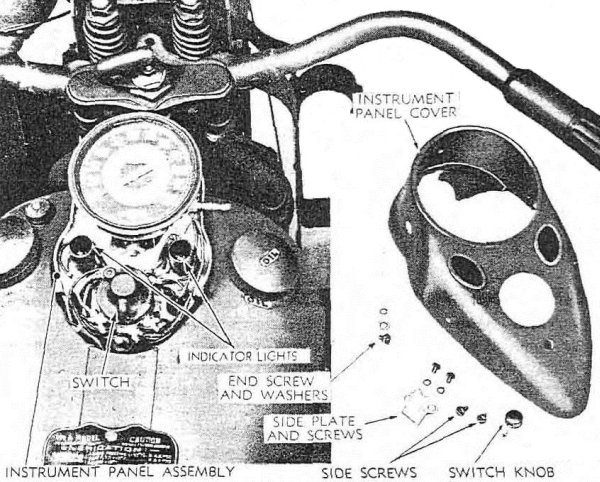 INSTRUMENT
PANEL COVER
OIL
OIL
INDICATOR LIGHTS
SWITCH
END SCREW
AND WASHERS
SIDE PLATE
AND SCREWS
CAUTION
INSTRUMENT PANEL ASSEMBLY
SIDE SCREWS
SWITCH KNOB